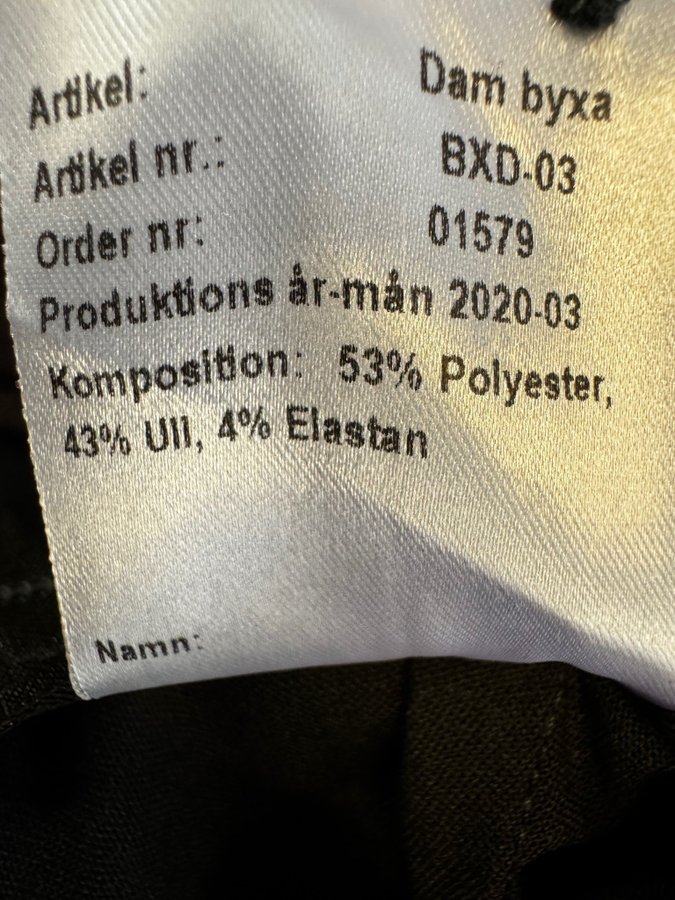 Artikel: Dam byxa
Artikel nr.: BXD-03
Order nr: 01579
Produktions år-mån 2020-03
Komposition: 53% Polyester,
43% Ull, 4% Elastan
Namn: